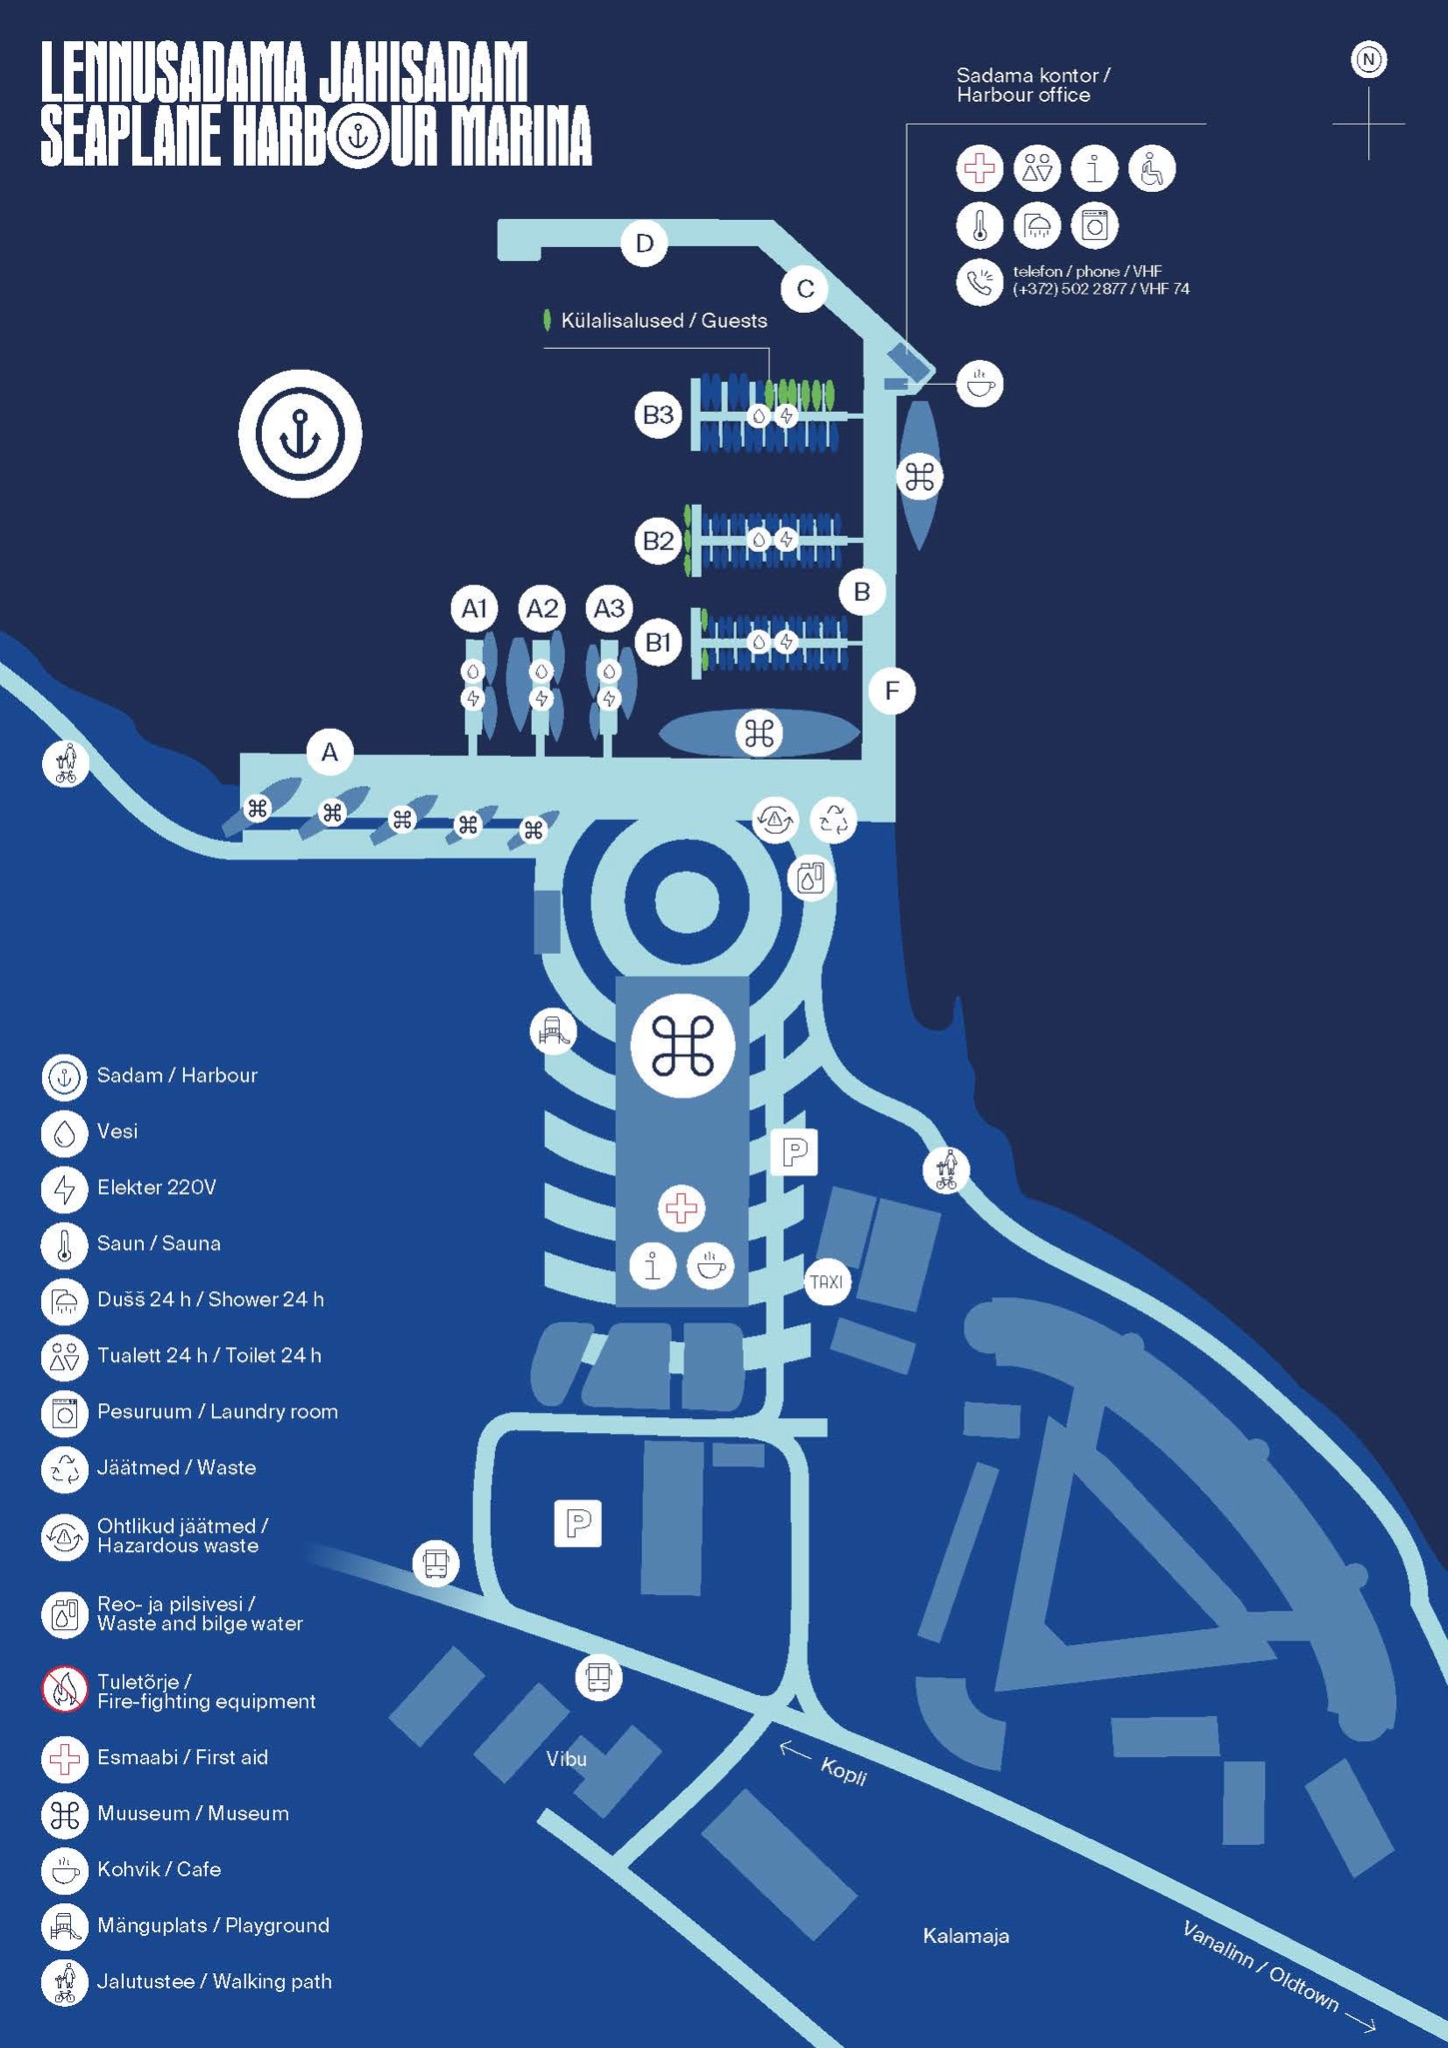 LENNUSADAMA JAHISADAM
SEAPLANE HARBOUR MARINA
Sadama kontor /
Harbour office
N
telefon / phone / VHF
(+372) 502 2877 / VHF 74
D
C
Külalisalused / Guests
B3
B2
B
A1
A2
A3
B1
F
A
P
TAXI
P
Vibu
Kopli
Kalamaja
Vanalinn / Oldtown
Sadam / Harbour
Vesi
Elekter 220V
Saun / Sauna
Dušš 24 h / Shower 24 h
Tualett 24 h / Toilet 24 h
Pesuruum / Laundry room
Jäätmed / Waste
Ohtlikud jäätmed /
Hazardous waste
Reo- ja pilsivesi /
Waste and bilge water
Tuletõrje /
Fire-fighting equipment
Esmaabi / First aid
Muuseum / Museum
Kohvik / Cafe
Mänguplats / Playground
Jalutustee / Walking path